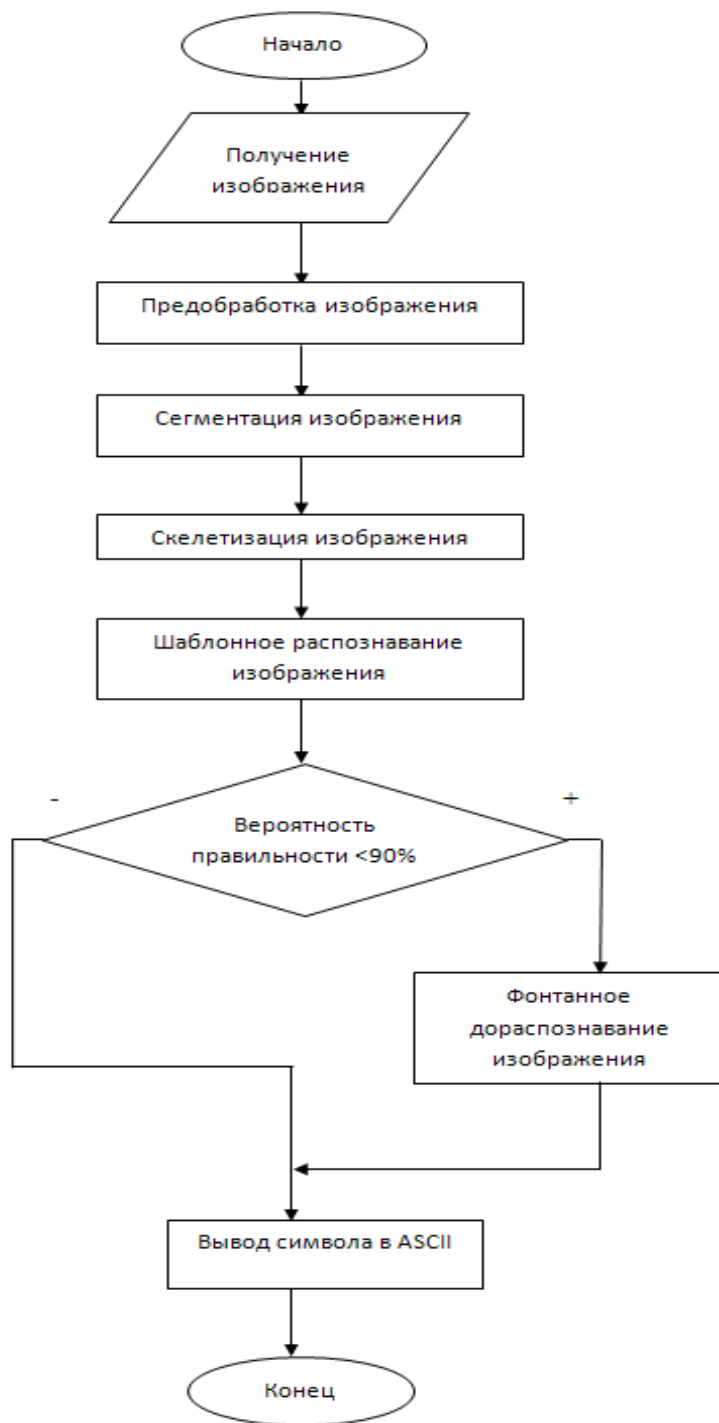 Начало
Получение
изображения
Предобработка изображения
Сегментация изображения
Скелетизация изображения
Шаблонное распознавание
изображения
-
+
Вероятность
правильности <90%
Фонтанное
дораспознавание
изображения
Вывод символа в ASCII
Конец